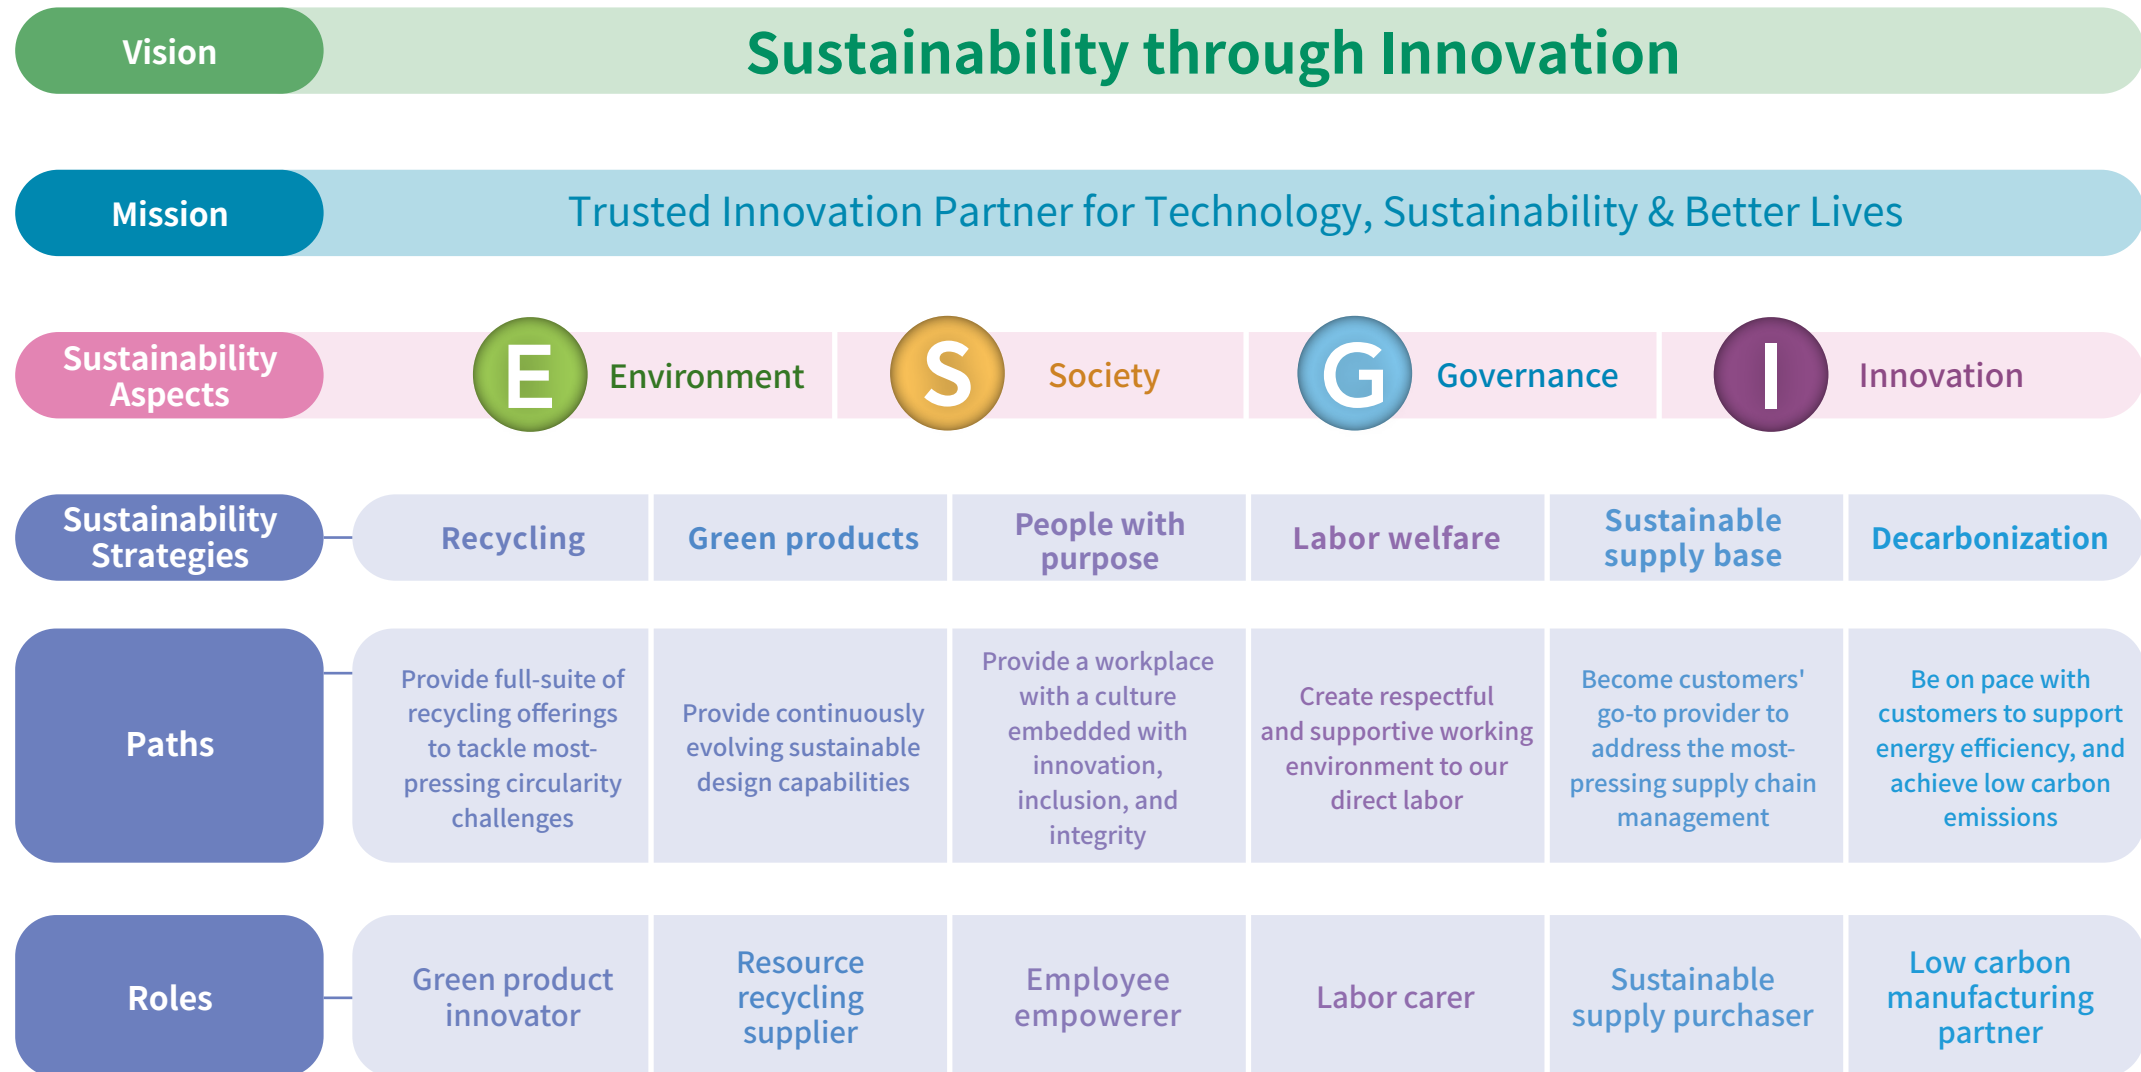 Vision
Sustainability through Innovation
Mission
Trusted Innovation Partner for Technology, Sustainability & Better Lives
Sustainability
Aspects
E
Environment
S
Society
G
Governance
I
Innovation
Sustainability
Strategies
Recycling
Green products
People with
purpose
Labor welfare
Sustainable
supply base
Decarbonization
Paths
Provide full-suite of
recycling offerings
to tackle most-
pressing circularity
challenges
Provide continuously
evolving sustainable
design capabilities
Provide a workplace
with a culture
embedded with
innovation,
inclusion, and
integrity
Create respectful
and supportive working
environment to our
direct labor
Become customers'
go-to provider to
address the most-
pressing supply chain
management
Be on pace with
customers to support
energy efficiency, and
achieve low carbon
emissions
Roles
Green product
innovator
Resource
recycling
supplier
Employee
empowerer
Labor carer
Sustainable
supply purchaser
Low carbon
manufacturing
partner